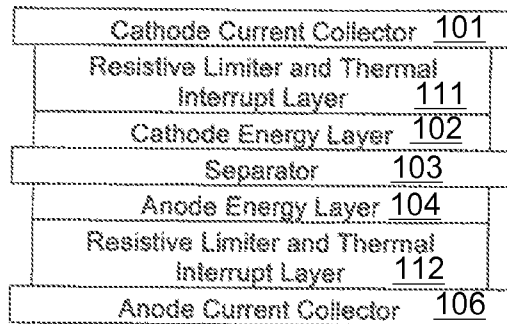 Cathode Current Collector 101
Resistive Limiter and Thermal
Interrupt Layer 111
Cathode Energy Layer 102
Separator 103
Anode Energy Layer 104
Resistive Limiter and Thermal
Interrupt Layer 112
Anode Current Collector 106